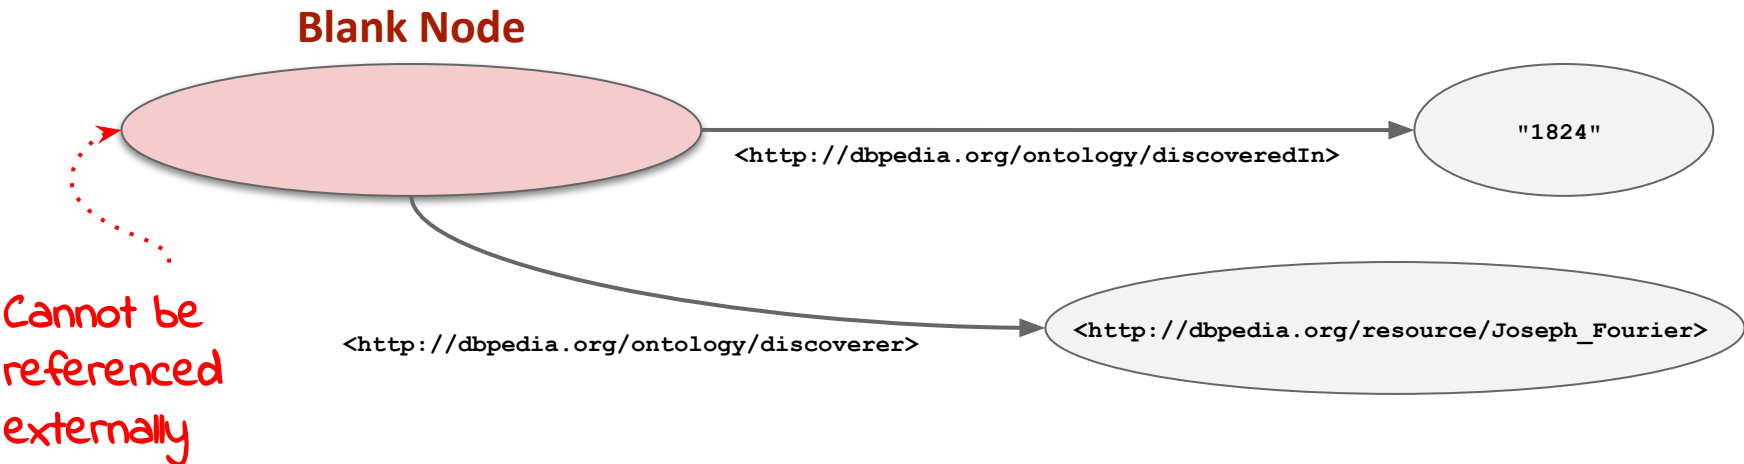 Blank Node
"1824"
<http://dbpedia.org/ontology/discoveredIn>
Cannot be
referenced
externally
<http://dbpedia.org/ontology/discoverer>
<http://dbpedia.org/resource/Joseph_Fourier>